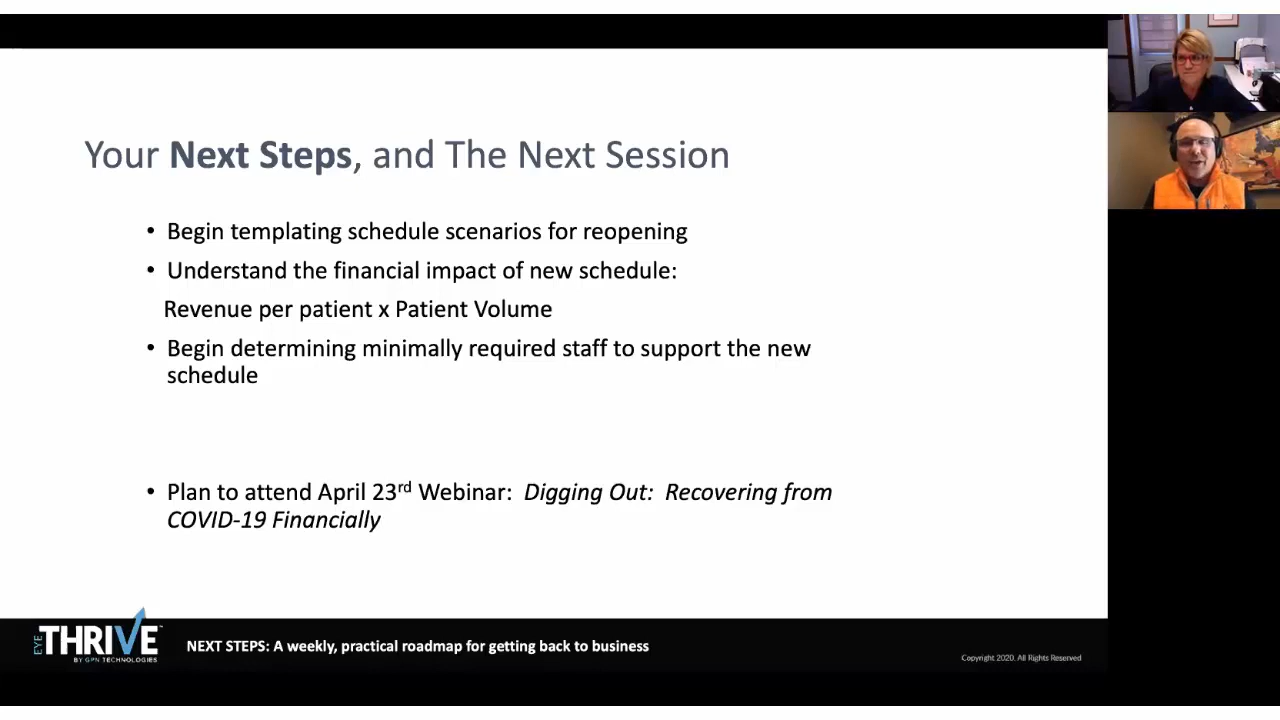 Your Next Steps, and The Next Session
• Begin templating schedule scenarios for reopening
• Understand the financial impact of new schedule:
Revenue per patient x Patient Volume
• Begin determining minimally required staff to support the new
schedule
• Plan to attend April 23rd Webinar: Digging Out: Recovering from
COVID-19 Financially
EYE THRIVE™
BY GPN TECHNOLOGIES
NEXT STEPS: A weekly, practical roadmap for getting back to business
Copyright 2020. All Rights Reserved